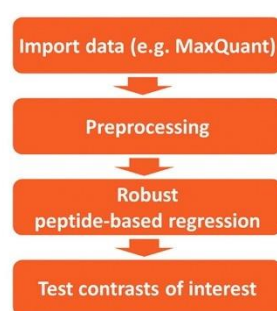 Import data (e.g. MaxQuant)
Preprocessing
Robust
peptide-based regression
Test contrasts of interest